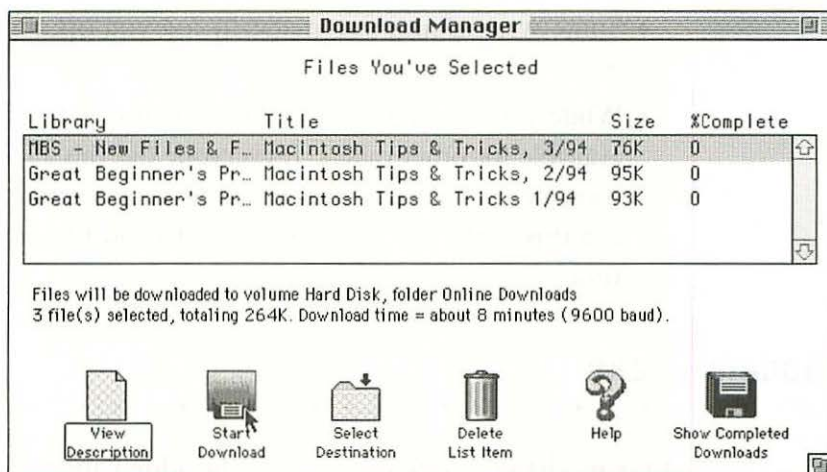 Download Manager
Files You've Selected
Library Title Size %Complete
MBS - New Files & F… Macintosh Tips & Tricks, 3/94 76K 0
Great Beginner's Pr… Macintosh Tips & Tricks, 2/94 95K 0
Great Beginner's Pr… Macintosh Tips & Tricks 1/94 93K 0
Files will be downloaded to volume Hard Disk, folder Online Downloads
3 file(s) selected, totaling 264K. Download time = about 8 minutes (9600 baud).
View Description
Start Download
Select Destination
Delete List Item
Help
Show Completed Downloads